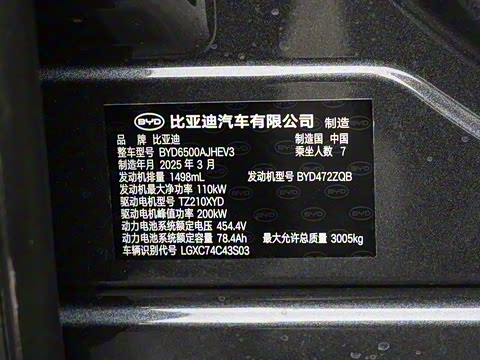 BYD 比亚迪汽车有限公司 制造
品 牌 比亚迪 制造国 中国
整车型号 BYD6500AJHEV3 乘坐人数 7
制造年月 2025 年 3 月
发动机排量 1498mL 发动机型号 BYD472ZQB
发动机最大净功率 110kW
驱动电机型号 TZ210XYD
驱动电机峰值功率 200kW
动力电池系统额定电压 454.4V
动力电池系统额定容量 78.4Ah 最大允许总质量 3005kg
车辆识别代号 LGXC74C43S03